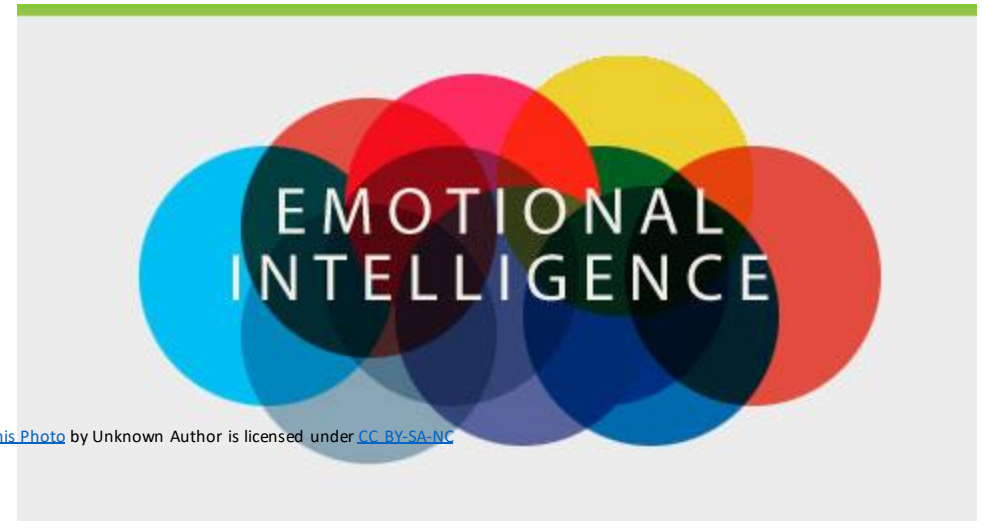 EMOTIONAL
INTELLIGENCE
his Photo by Unknown Author is licensed under CC BY-SA-NC